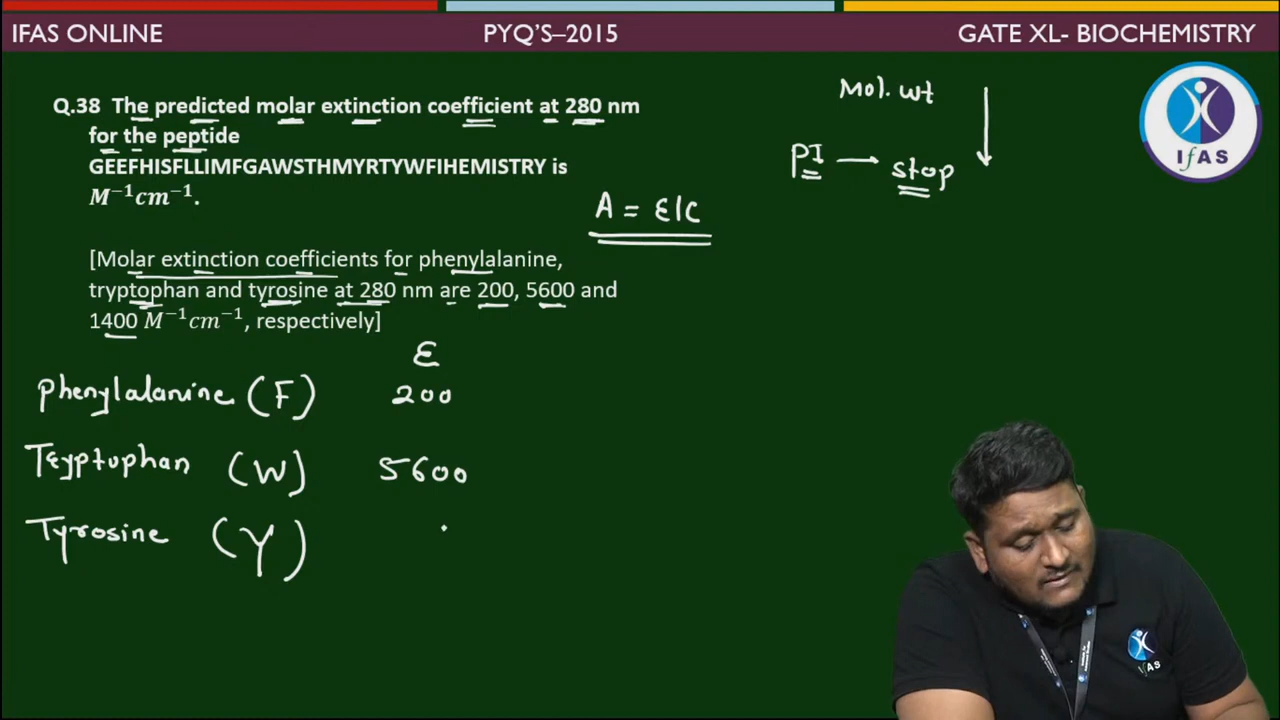 IFAS ONLINE
PYQ'S–2015
GATE XL- BIOCHEMISTRY
Q.38 The predicted molar extinction coefficient at 280 nm
for the peptide
GEEFHISFLLIMFGAWSTHMYRTYWFIHEMISTRY is
M⁻¹cm⁻¹.
[Molar extinction coefficients for phenylalanine,
tryptophan and tyrosine at 280 nm are 200, 5600 and
1400 M⁻¹cm⁻¹, respectively]
A = εlc
Mol. wt
PI → stop
IfAS
ε
Phenylalanine (F) 200
Tryptophan (W) 5600
Tyrosine (Y)
IfAS